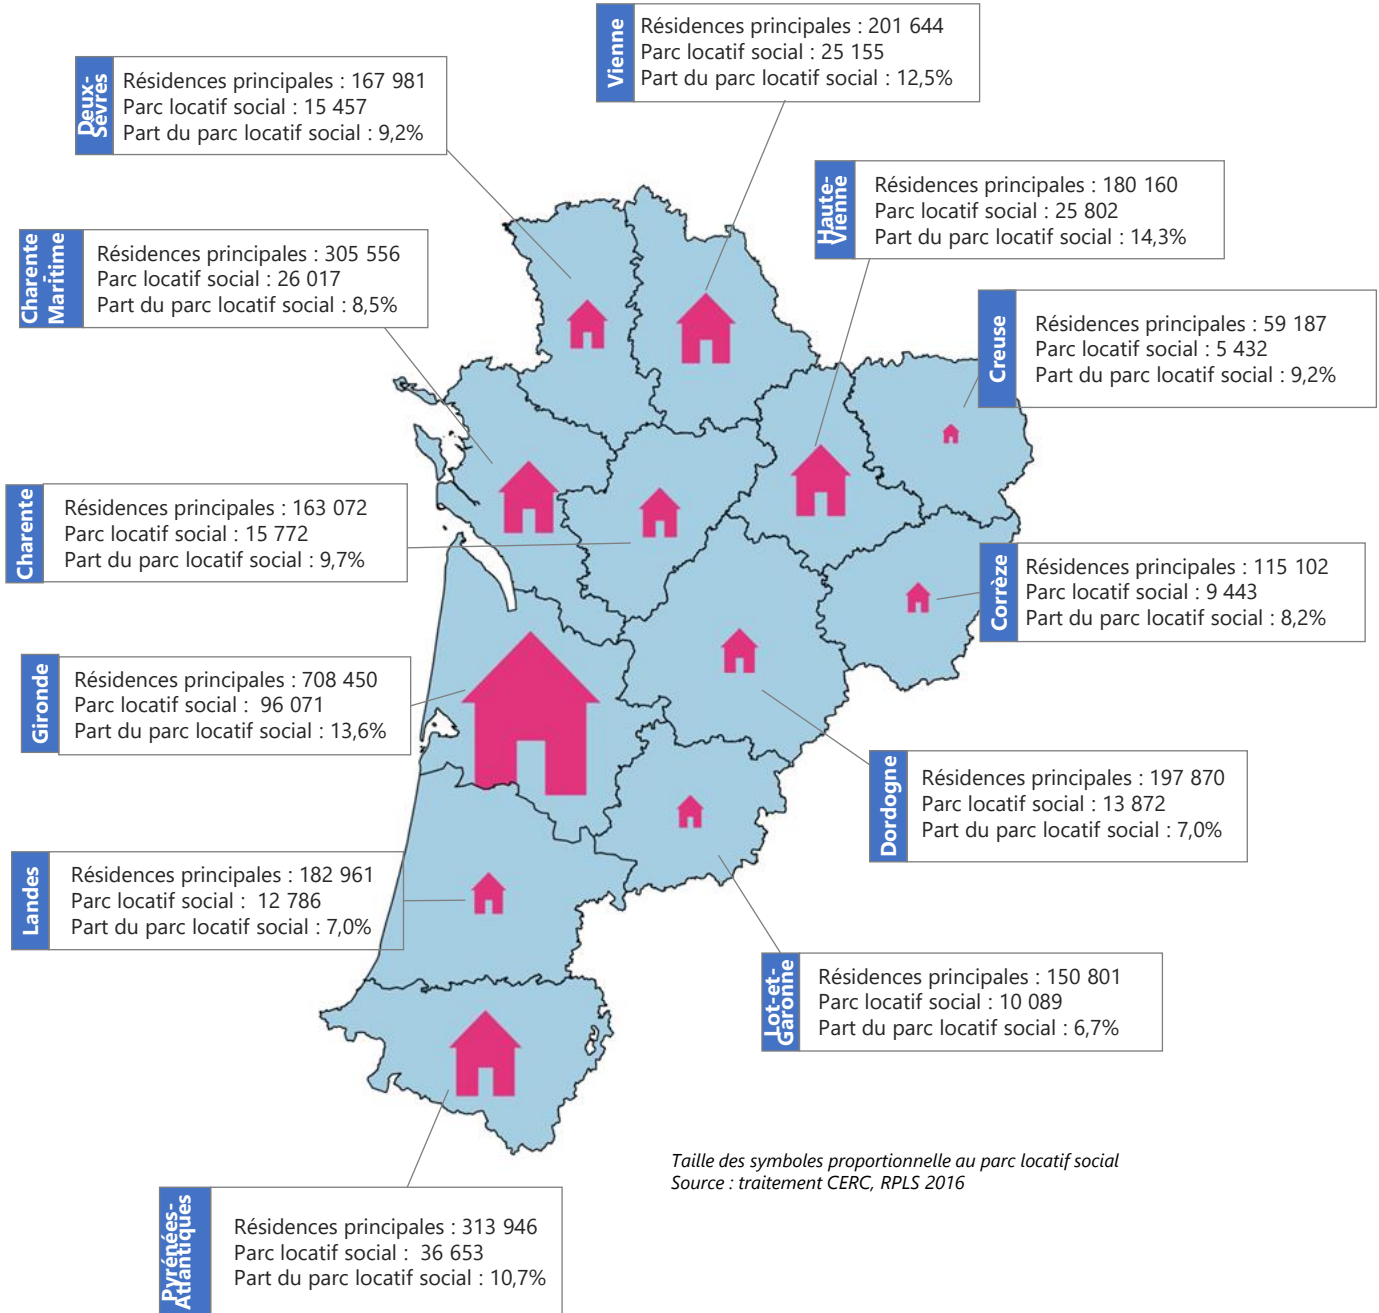 Vienne
Résidences principales : 201 644
Parc locatif social : 25 155
Part du parc locatif social : 12,5%
Deux-
Sèvres
Résidences principales : 167 981
Parc locatif social : 15 457
Part du parc locatif social : 9,2%
Haute-
Vienne
Résidences principales : 180 160
Parc locatif social : 25 802
Part du parc locatif social : 14,3%
Charente
-
Maritime
Résidences principales : 305 556
Parc locatif social : 26 017
Part du parc locatif social : 8,5%
Creuse
Résidences principales : 59 187
Parc locatif social : 5 432
Part du parc locatif social : 9,2%
Charente
Résidences principales : 163 072
Parc locatif social : 15 772
Part du parc locatif social : 9,7%
Corrèze
Résidences principales : 115 102
Parc locatif social : 9 443
Part du parc locatif social : 8,2%
Gironde
Résidences principales : 708 450
Parc locatif social : 96 071
Part du parc locatif social : 13,6%
Dordogne
Résidences principales : 197 870
Parc locatif social : 13 872
Part du parc locatif social : 7,0%
Landes
Résidences principales : 182 961
Parc locatif social : 12 786
Part du parc locatif social : 7,0%
Lot-et-
Garonne
Résidences principales : 150 801
Parc locatif social : 10 089
Part du parc locatif social : 6,7%
Taille des symboles proportionnelle au parc locatif social
Source : traitement CERC, RPLS 2016
Pyrénées-
Atlantiques
Résidences principales : 313 946
Parc locatif social : 36 653
Part du parc locatif social : 10,7%